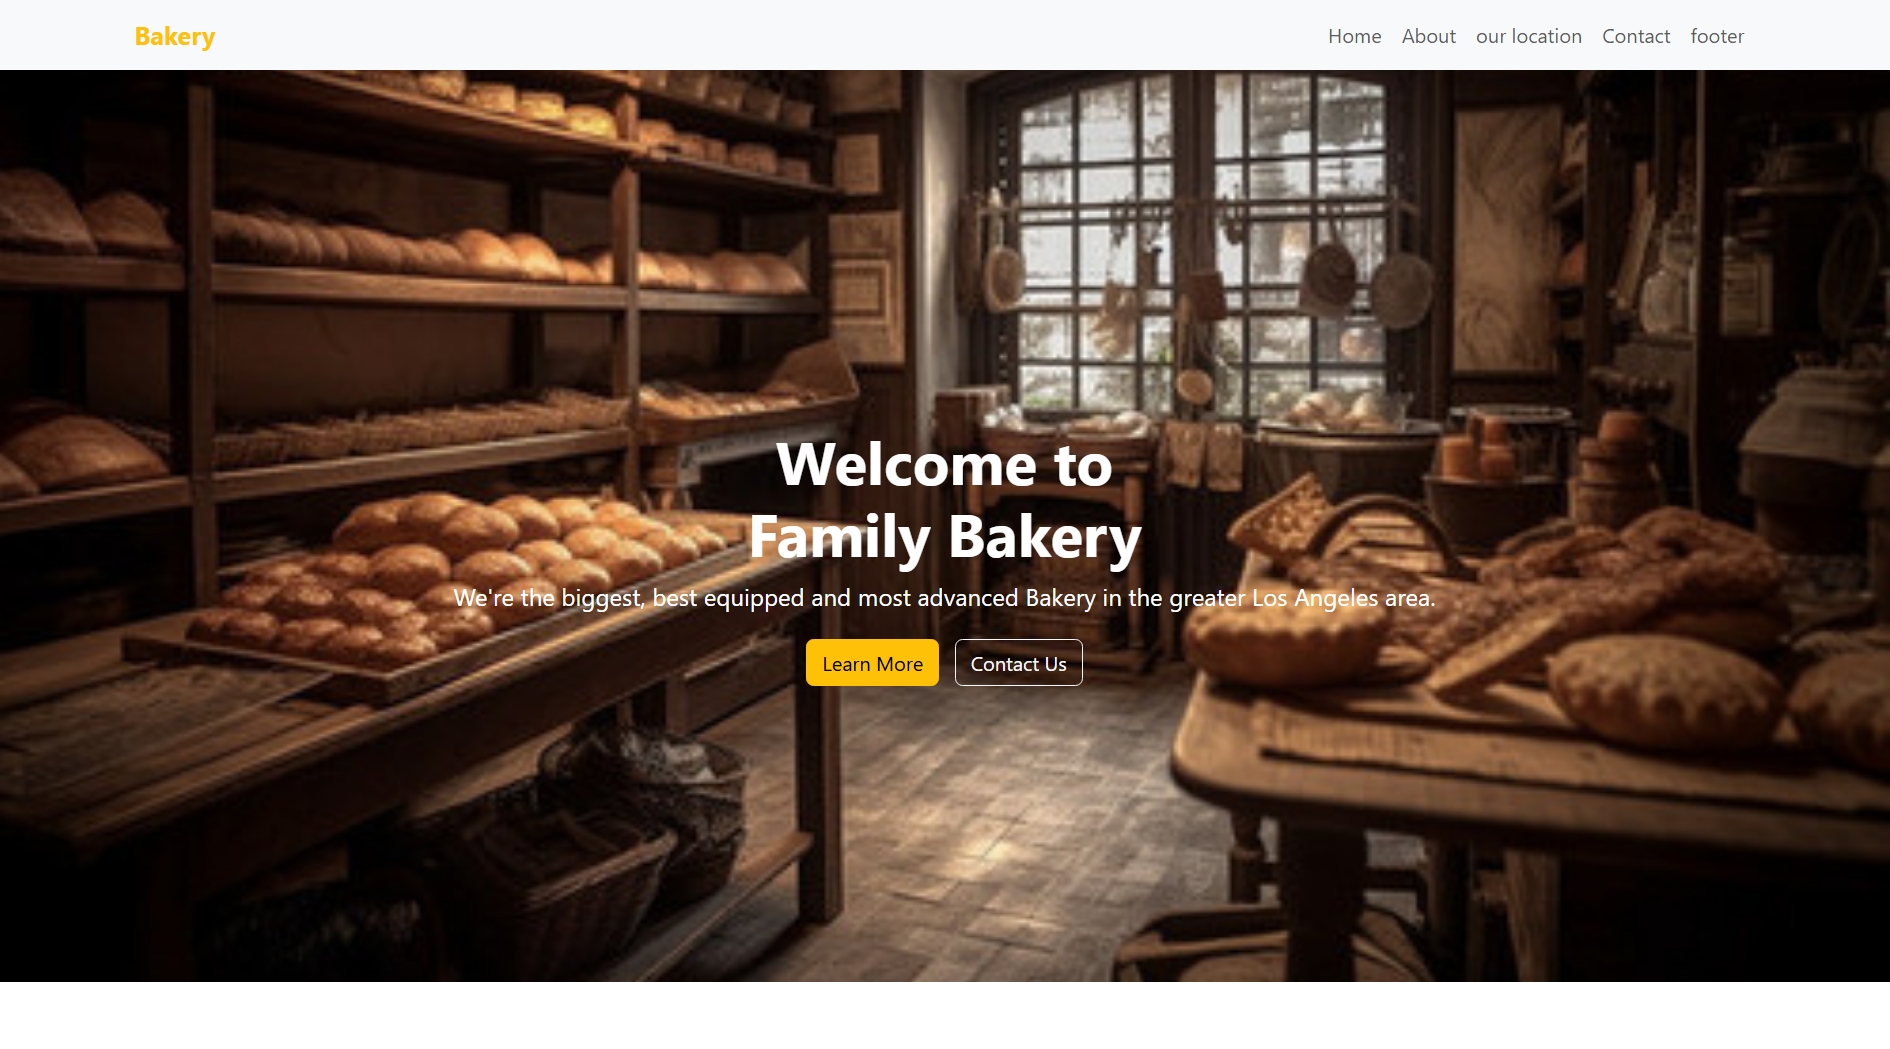 Bakery
Home About our location Contact footer
Welcome to
Family Bakery
We're the biggest, best equipped and most advanced Bakery in the greater Los Angeles area.
Learn More Contact Us